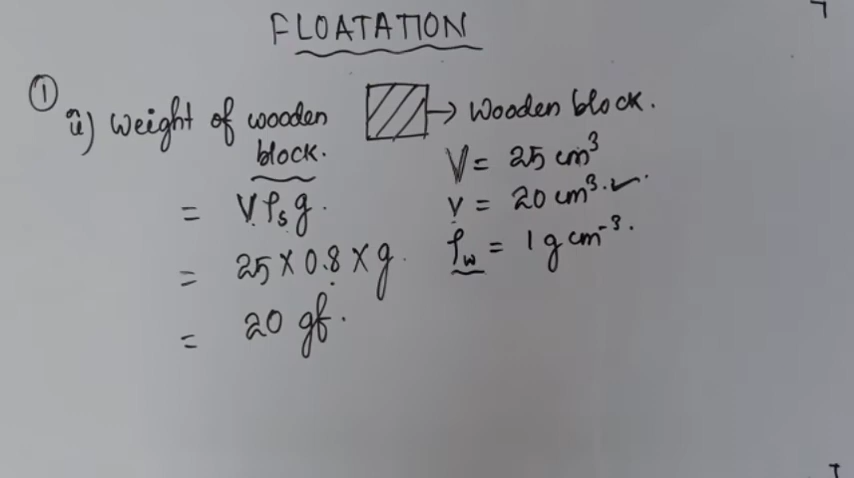 FLOATATION
①
ii) Weight of wooden block.
→ Wooden block.
V = 25 cm³
v = 20 cm³. ✓.
ρw = 1 g cm⁻³.
= Vρsg.
= 25 × 0.8 × g.
= 20 gf.